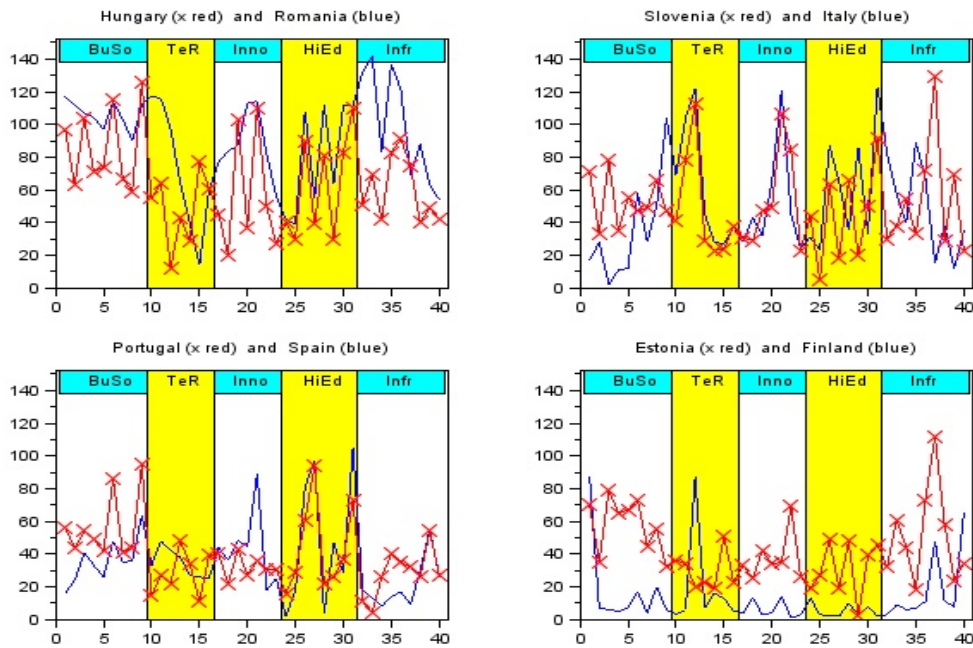 Hungary (x red) and Romania (blue)
BuSo TeR Inno HiEd Infr
140
120
100
80
60
40
20
0
0 5 10 15 20 25 30 35 40
Slovenia (x red) and Italy (blue)
BuSo TeR Inno HiEd Infr
140
120
100
80
60
40
20
0
0 5 10 15 20 25 30 35 40
Portugal (x red) and Spain (blue)
BuSo TeR Inno HiEd Infr
140
120
100
80
60
40
20
0
0 5 10 15 20 25 30 35 40
Estonia (x red) and Finland (blue)
BuSo TeR Inno HiEd Infr
140
120
100
80
60
40
20
0
0 5 10 15 20 25 30 35 40